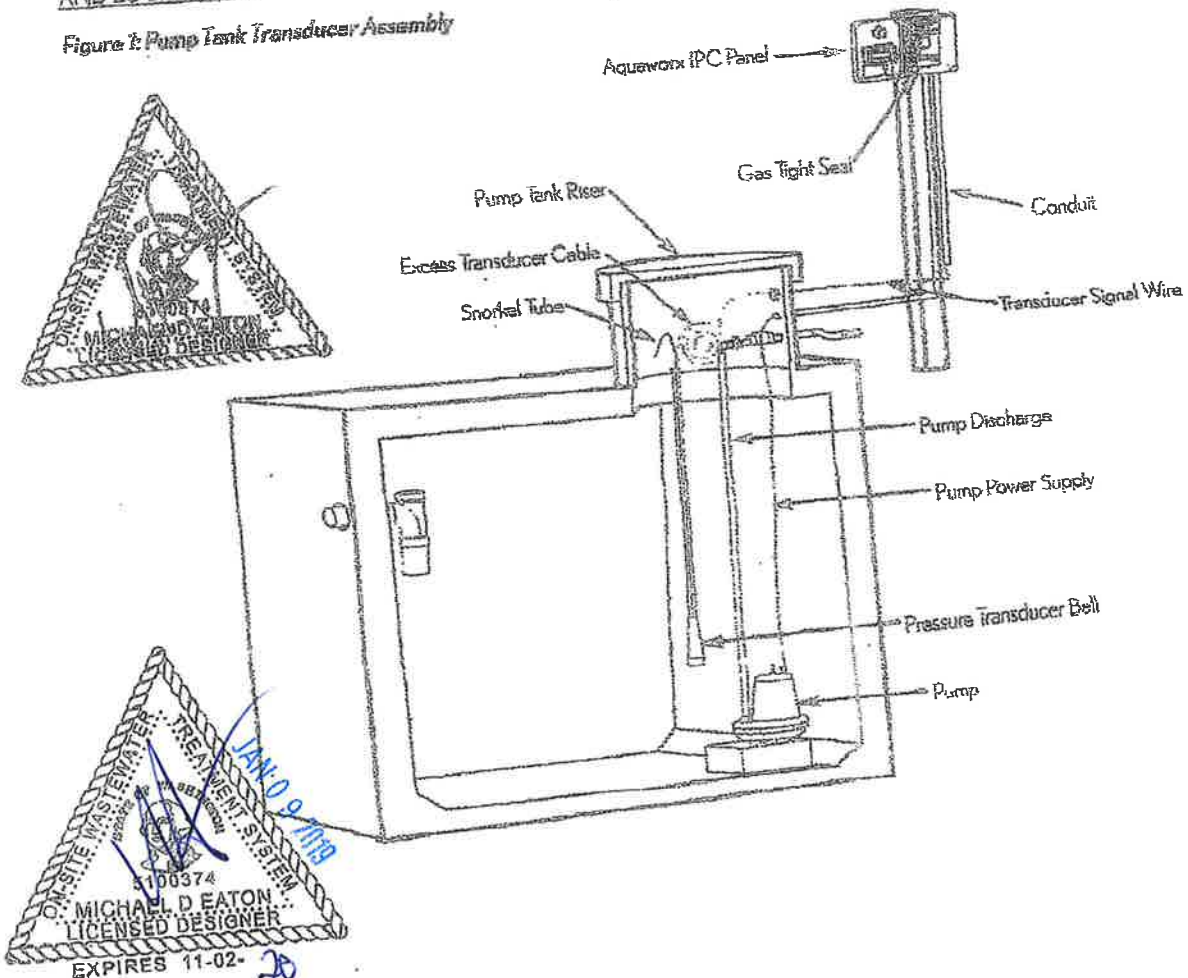 Figure 1: Pump Tank Transducer Assembly
Aquaworx IPC Panel
Gas Tight Seal
Conduit
Pump Tank Riser
Excess Transducer Cable
Snorkel Tube
Transducer Signal Wire
Pump Discharge
Pump Power Supply
Pressure Transducer Bell
Pump
ON-SITE WASTEWATER TREATMENT SYSTEM
MICHAEL D EATON
LICENSED DESIGNER
ON-SITE WASTEWATER TREATMENT SYSTEM
5100374
MICHAEL D EATON
LICENSED DESIGNER
EXPIRES 11-02-20
JAN 09 2019